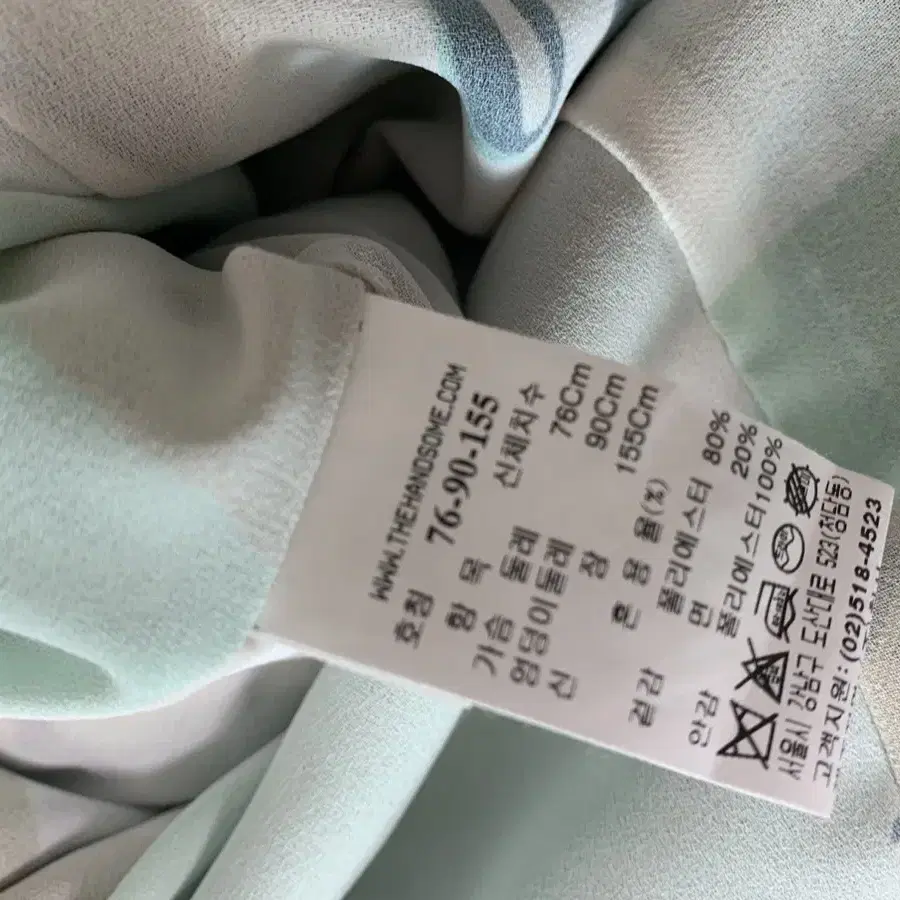 WWW.THEHANDSOME.COM
호칭 76-90-155
항 목 신체치수
가슴 둘레 76Cm
엉덩이둘레 90Cm
신 장 155Cm
혼 용 율(%)
겉감 폴리에스터 80%
면 20%
안감 폴리에스터100%
서울시 강남구 도산대로 523(청담동)
고객지원:(02)518-4523